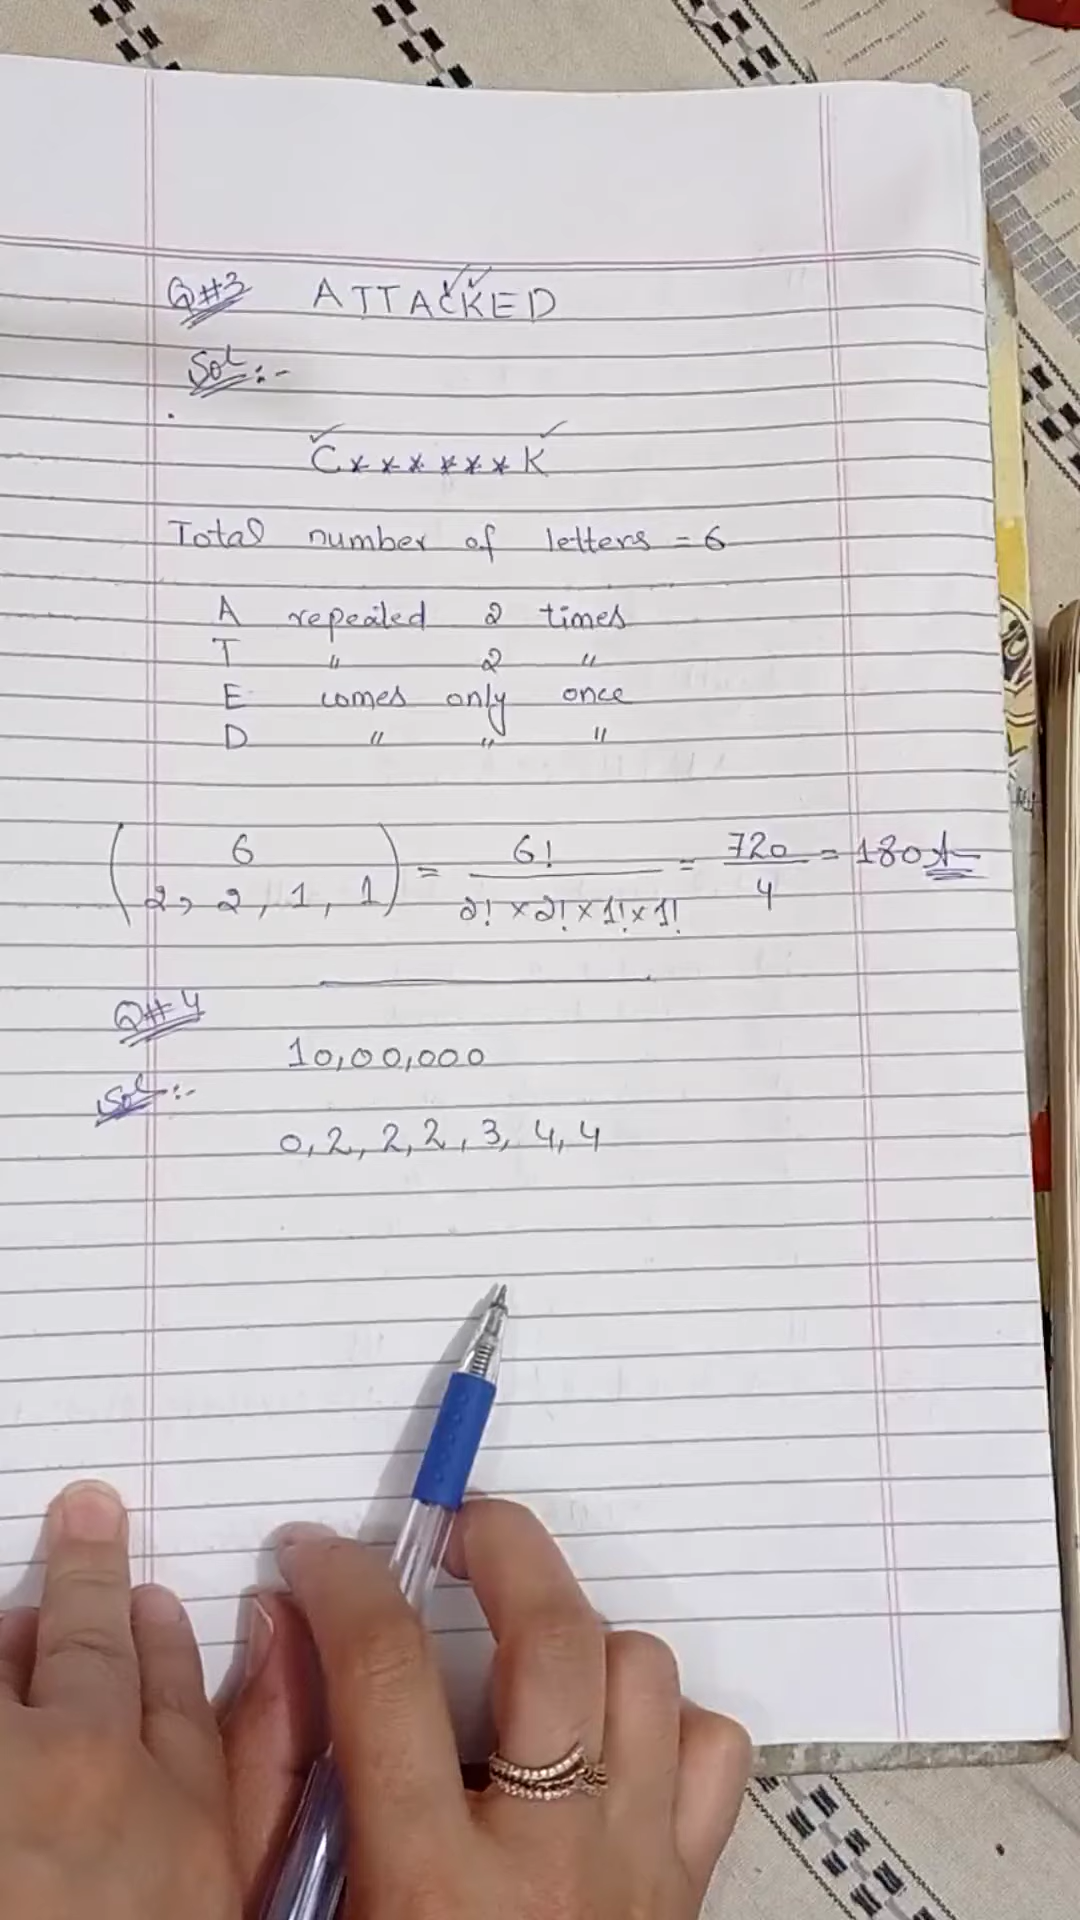 Q#3 ATTACKED
Sol:-
C******K
Total number of letters = 6
A repeated 2 times
T " 2 "
E comes only once
D " " "
( 6 / 2, 2, 1, 1 ) = 6! / 2! × 2! × 1! × 1! = 720 / 4 = 180
Q#4
10,00,000
Sol:-
0, 2, 2, 2, 3, 4, 4